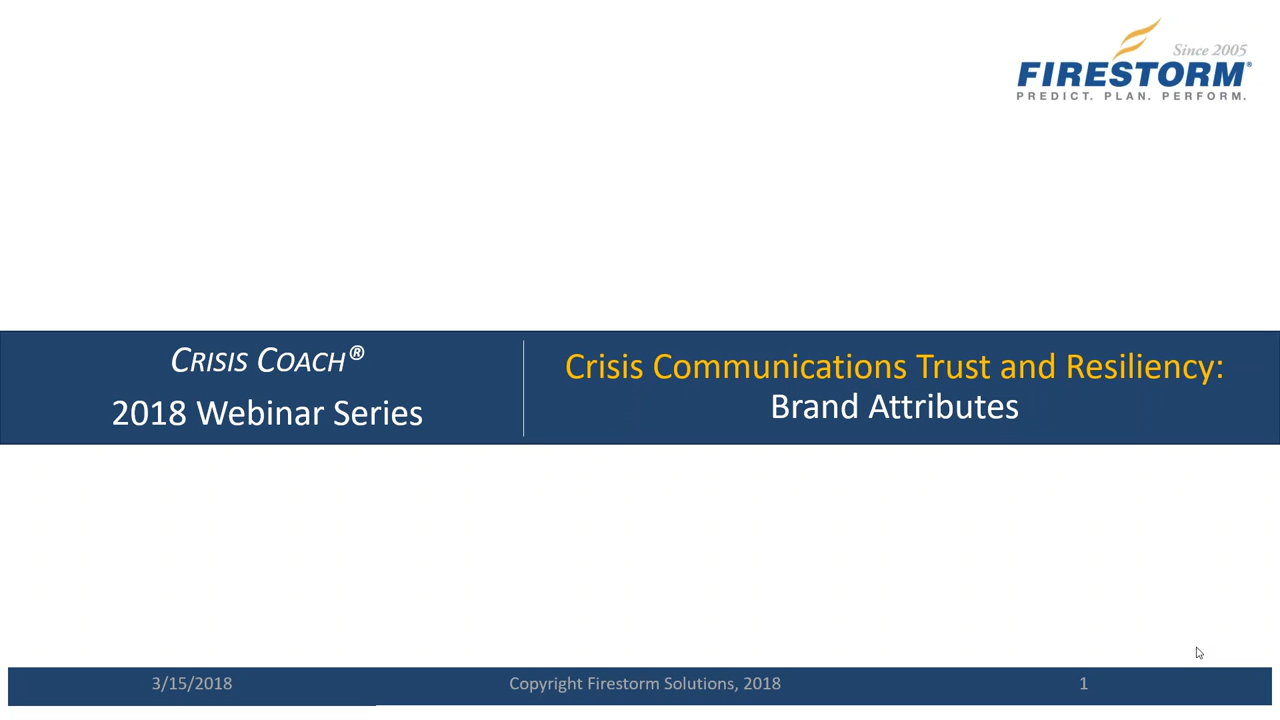 Since 2005
FIRESTORM®
PREDICT. PLAN. PERFORM.
CRISIS COACH®
2018 Webinar Series
Crisis Communications Trust and Resiliency:
Brand Attributes
3/15/2018
Copyright Firestorm Solutions, 2018
1